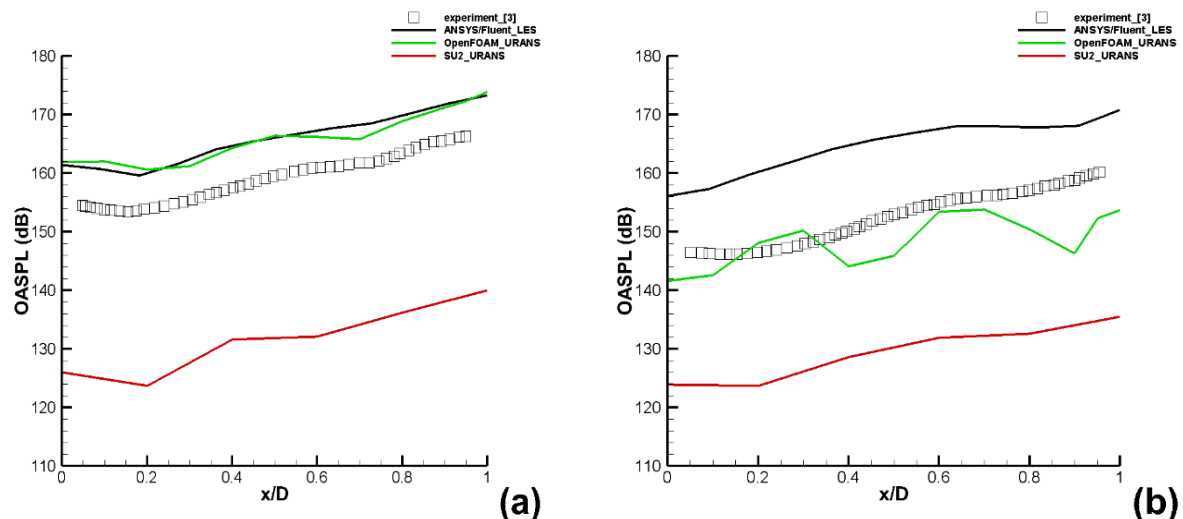 experiment_[3]
ANSYS/Fluent_LES
OpenFOAM_URANS
SU2_URANS
180
170
160
150
140
130
120
110
OASPL (dB)
0
0.2
0.4
0.6
0.8
1
x/D
(a)
experiment_[3]
ANSYS/Fluent_LES
OpenFOAM_URANS
SU2_URANS
180
170
160
150
140
130
120
110
OASPL (dB)
0
0.2
0.4
0.6
0.8
1
x/D
(b)